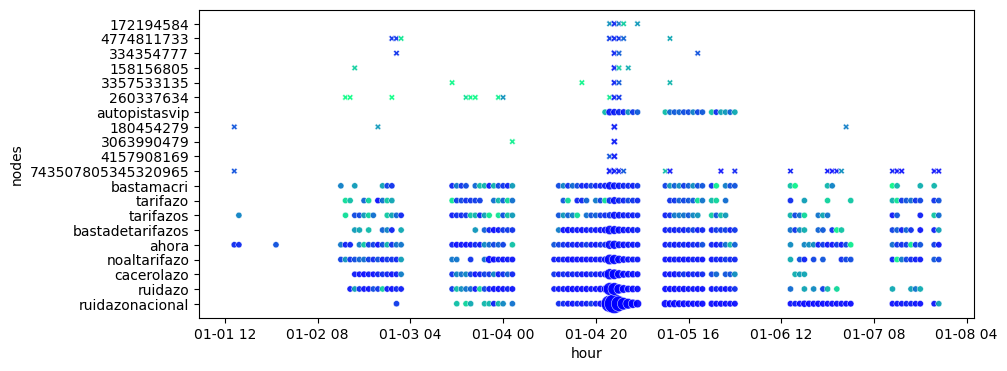 172194584
4774811733
334354777
158156805
3357533135
260337634
autopistasvip
180454279
3063990479
4157908169
7435078053​45320965
bastamacri
tarifazo
tarifazos
bastadetarifazos
ahora
noaltarifazo
cacerolazo
ruidazo
ruidazonacional
nodes
01-01 12 01-02 08 01-03 04 01-04 00 01-04 20 01-05 16 01-06 12 01-07 08 01-08 04
hour